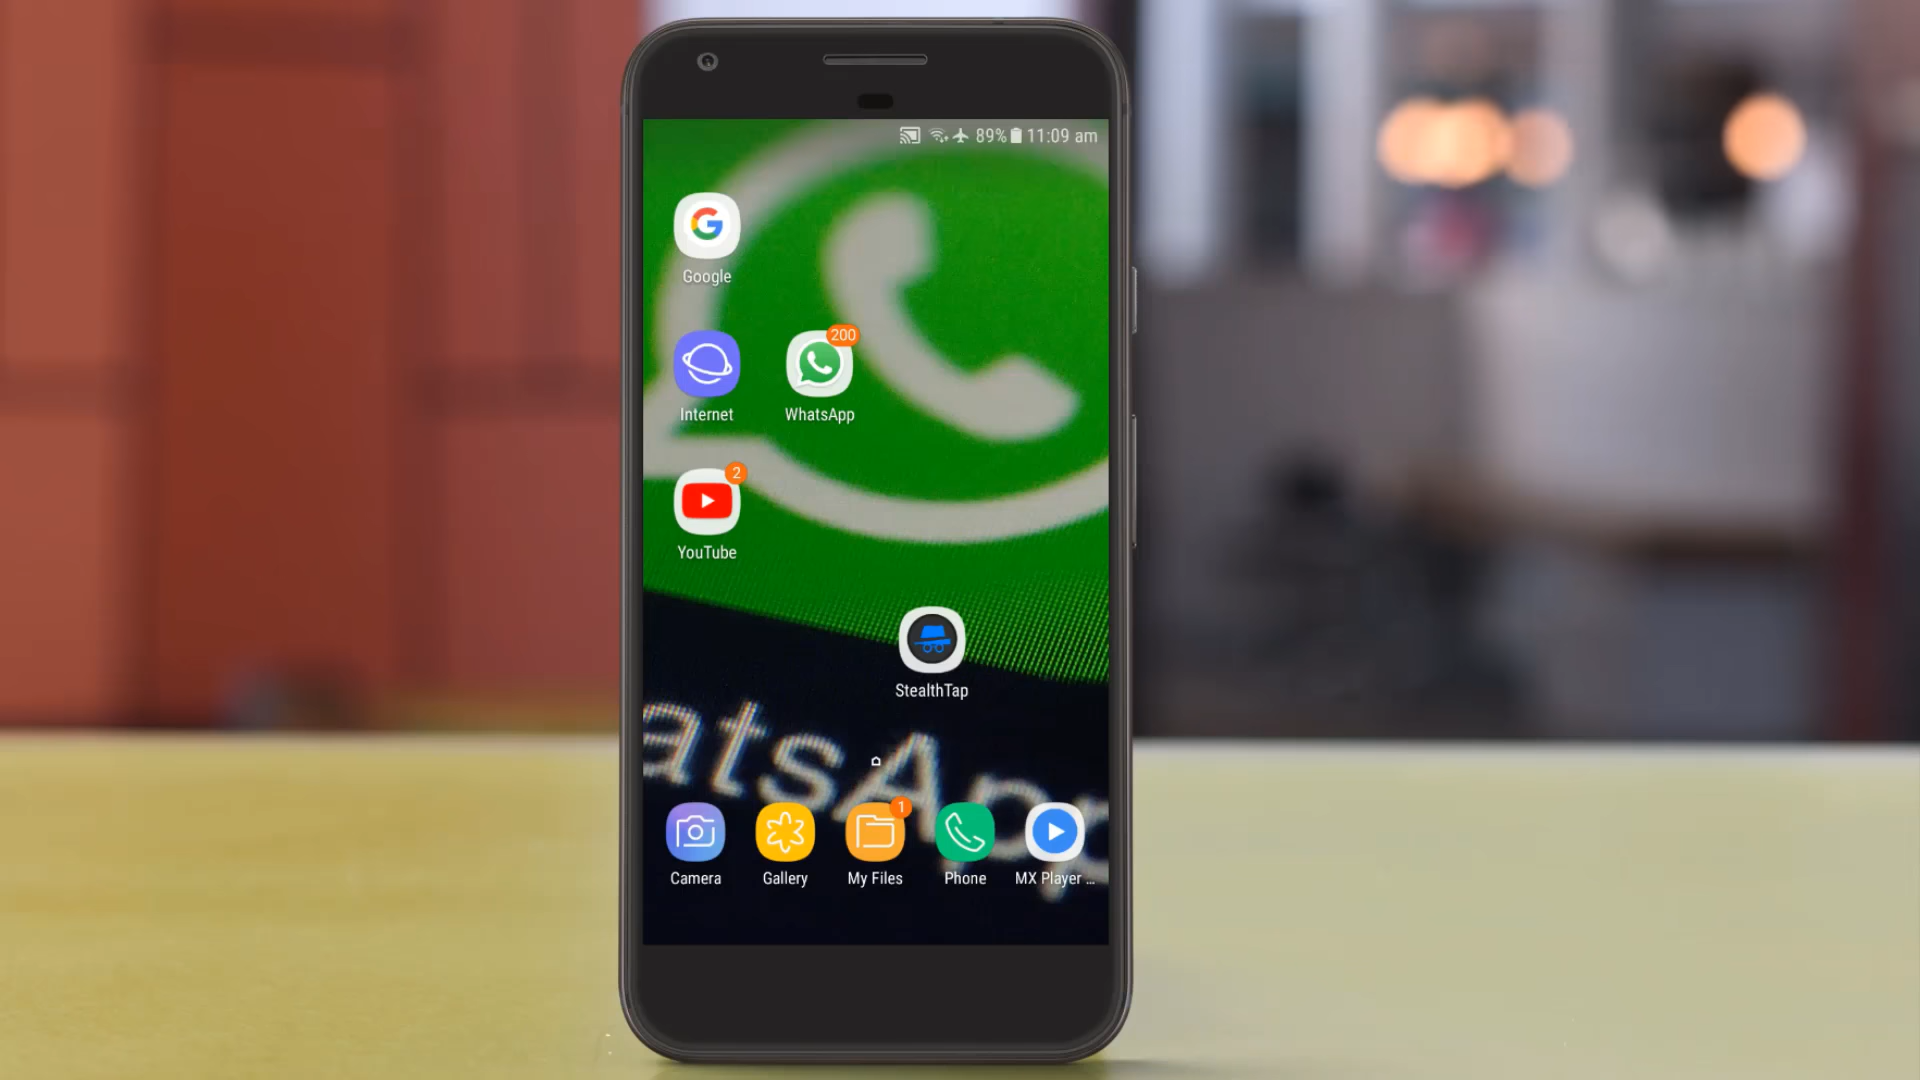 89% 11:09 am
Google
200
Internet WhatsApp
2
YouTube
StealthTap
atsApp
1
Camera Gallery My Files Phone MX Player ...